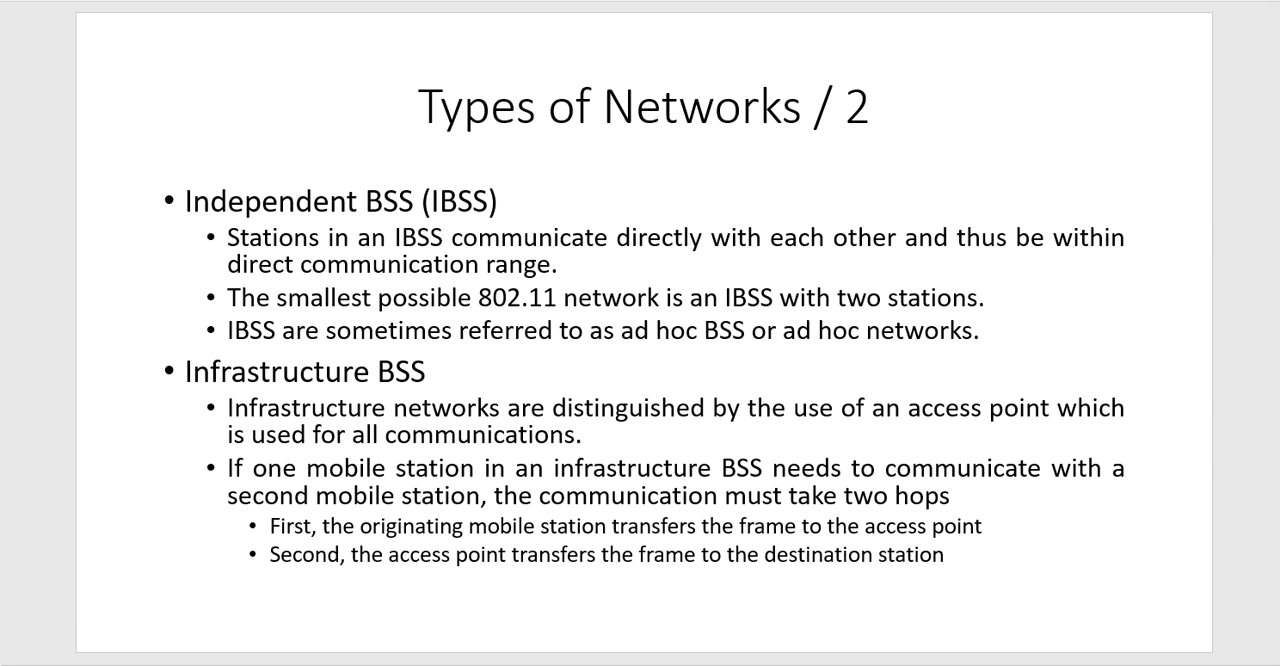 Types of Networks / 2
• Independent BSS (IBSS)
• Stations in an IBSS communicate directly with each other and thus be within
direct communication range.
• The smallest possible 802.11 network is an IBSS with two stations.
• IBSS are sometimes referred to as ad hoc BSS or ad hoc networks.
• Infrastructure BSS
• Infrastructure networks are distinguished by the use of an access point which
is used for all communications.
• If one mobile station in an infrastructure BSS needs to communicate with a
second mobile station, the communication must take two hops
• First, the originating mobile station transfers the frame to the access point
• Second, the access point transfers the frame to the destination station